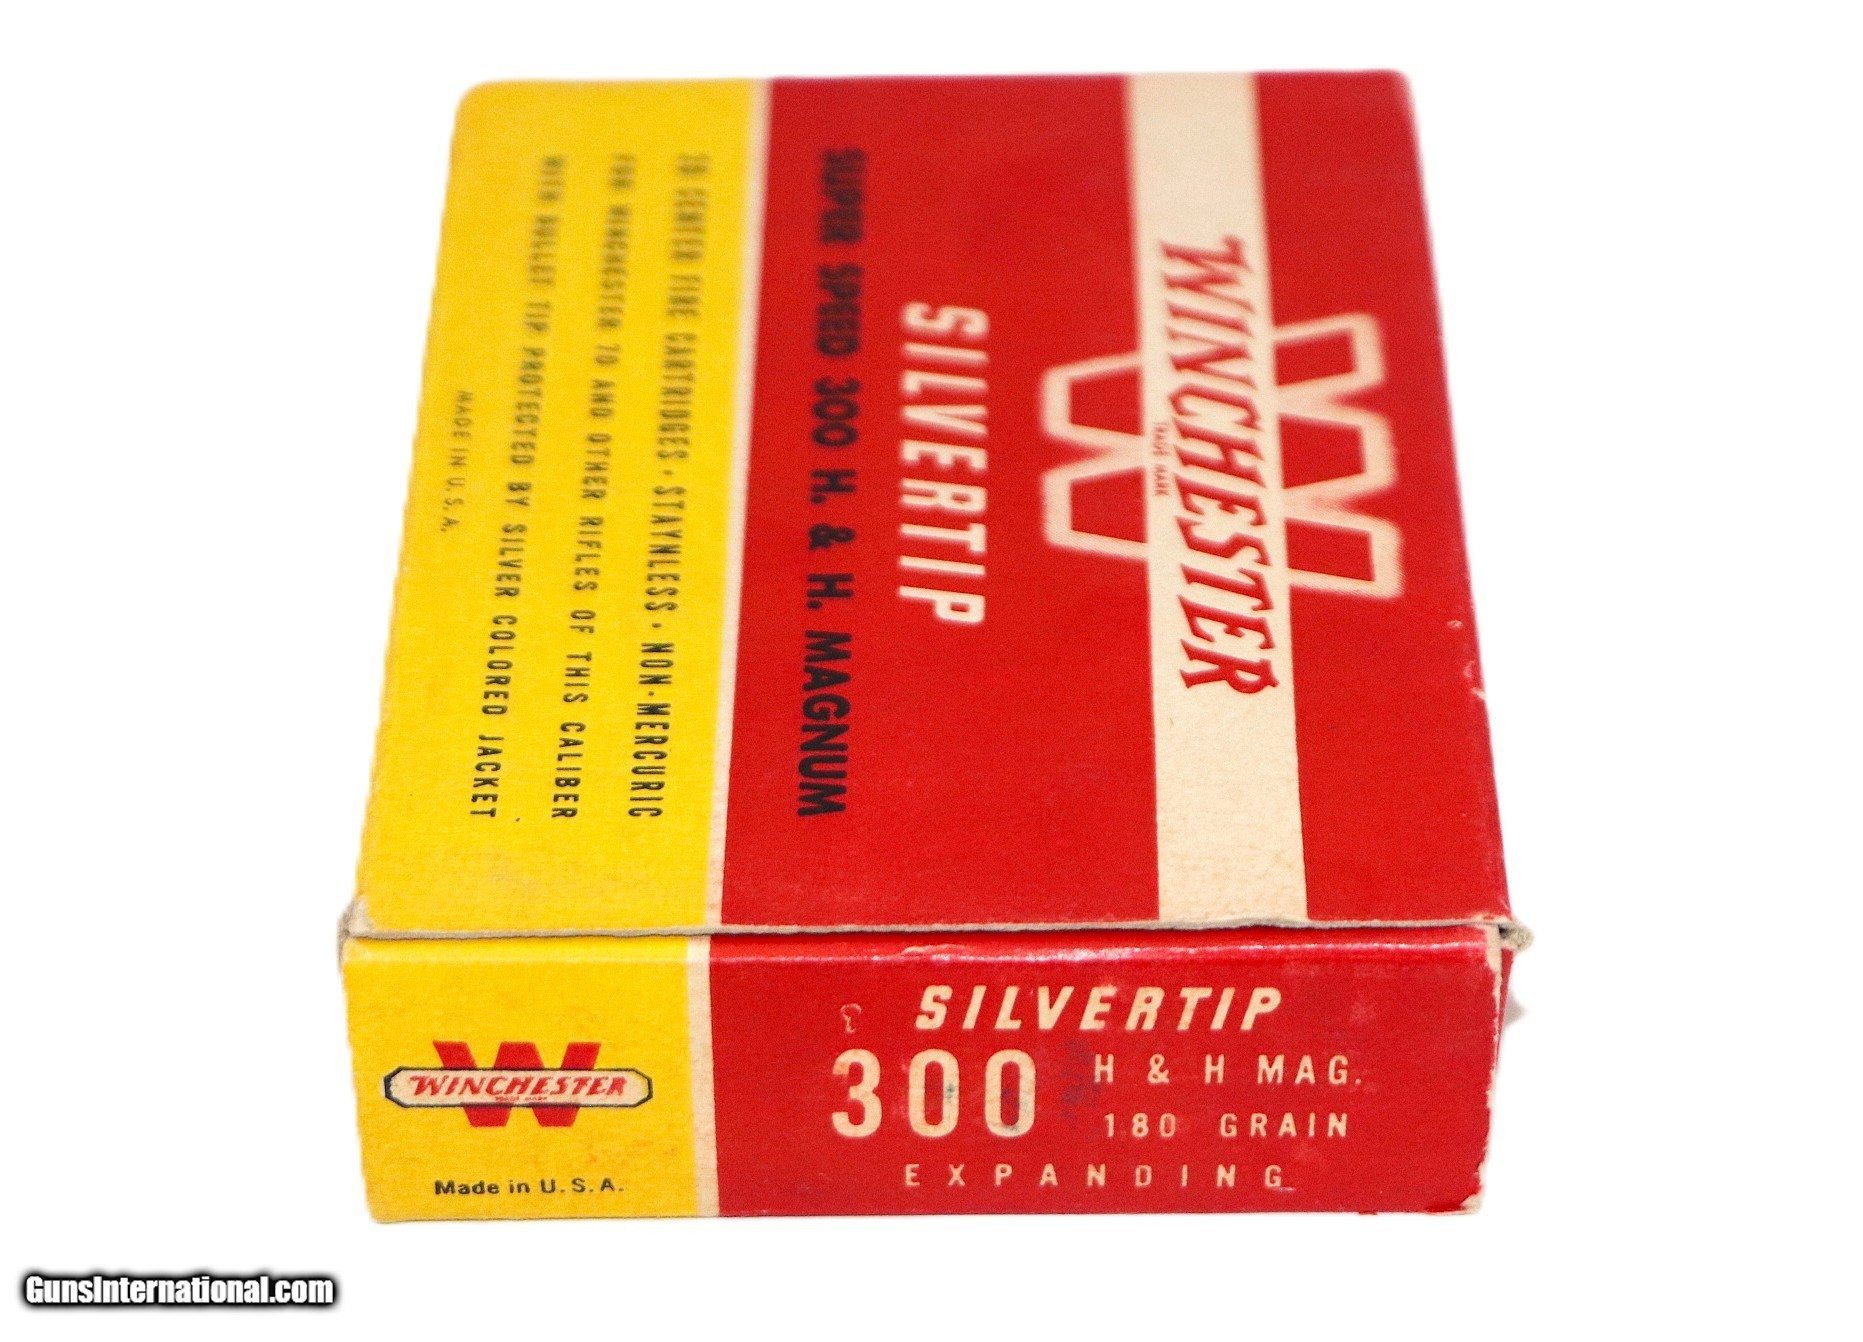 WINCHESTER
TRADE MARK
SILVERTIP
SUPER SPEED 300 H. & H. MAGNUM
20 CENTER FIRE CARTRIDGES • STAYNLESS • NON-MERCURIC
FOR WINCHESTER 70 AND OTHER RIFLES OF THIS CALIBER
WITH BULLET TIP PROTECTED BY SILVER COLORED JACKET
MADE IN U.S.A.
WINCHESTER
TRADE MARK
Made in U.S.A.
SILVERTIP
300 H & H MAG.
180 GRAIN
EXPANDING
GunsInternational.com